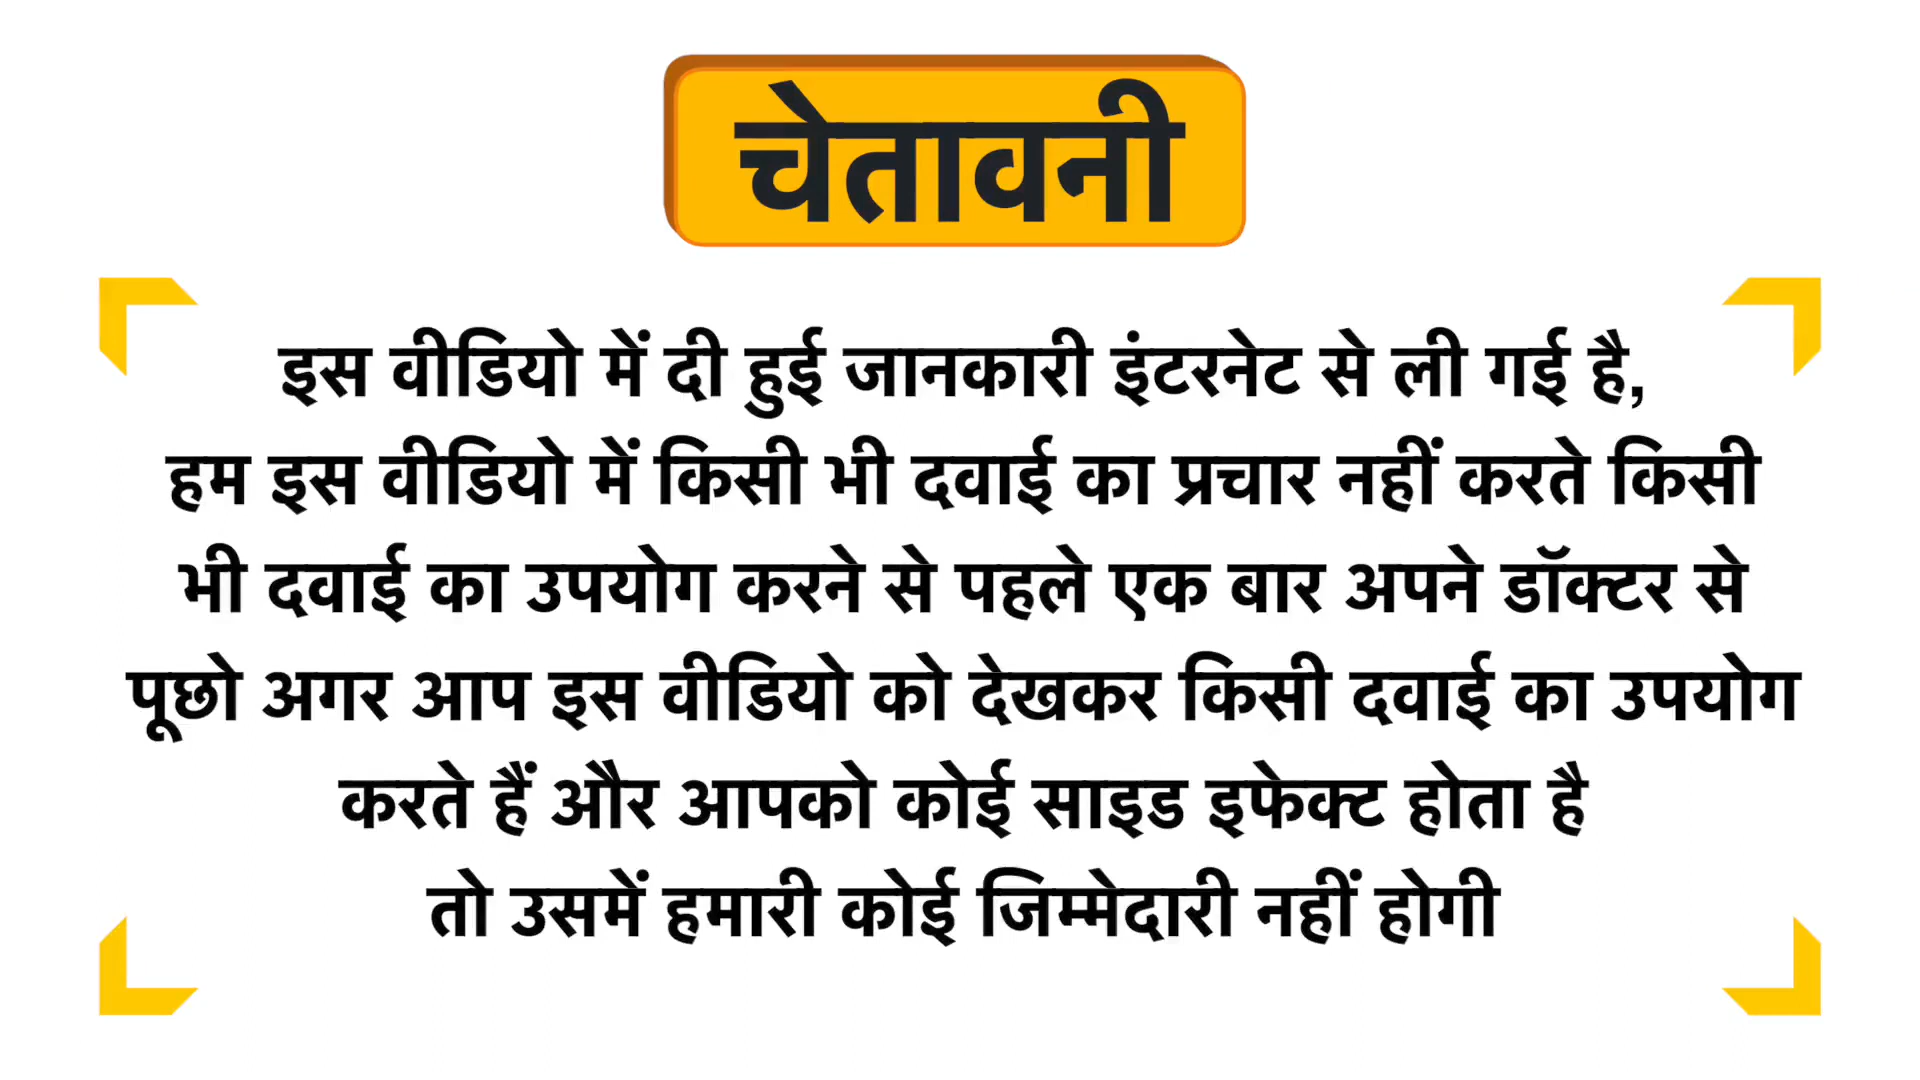 चेतावनी
इस वीडियो में दी हुई जानकारी इंटरनेट से ली गई है,
हम इस वीडियो में किसी भी दवाई का प्रचार नहीं करते किसी
भी दवाई का उपयोग करने से पहले एक बार अपने डॉक्टर से
पूछो अगर आप इस वीडियो को देखकर किसी दवाई का उपयोग
करते हैं और आपको कोई साइड इफेक्ट होता है
तो उसमें हमारी कोई जिम्मेदारी नहीं होगी